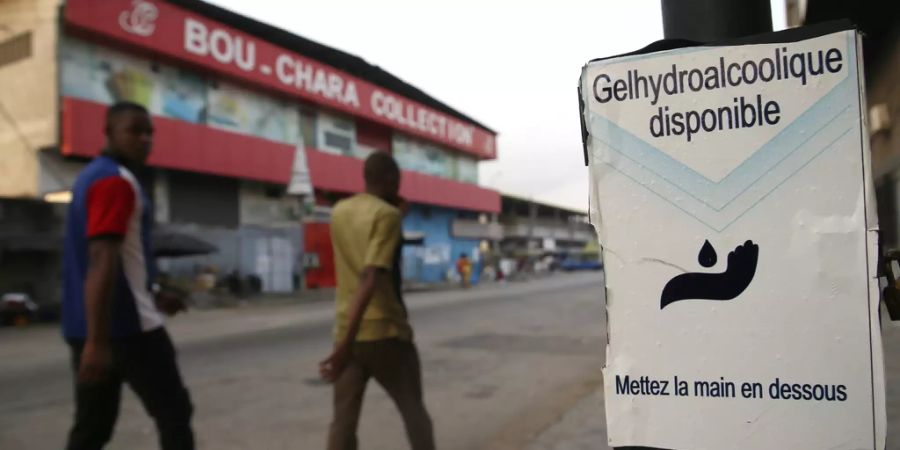 BOU - CHARA COLLECTION
Gelhydroalcoolique
disponible
Mettez la main en dessous